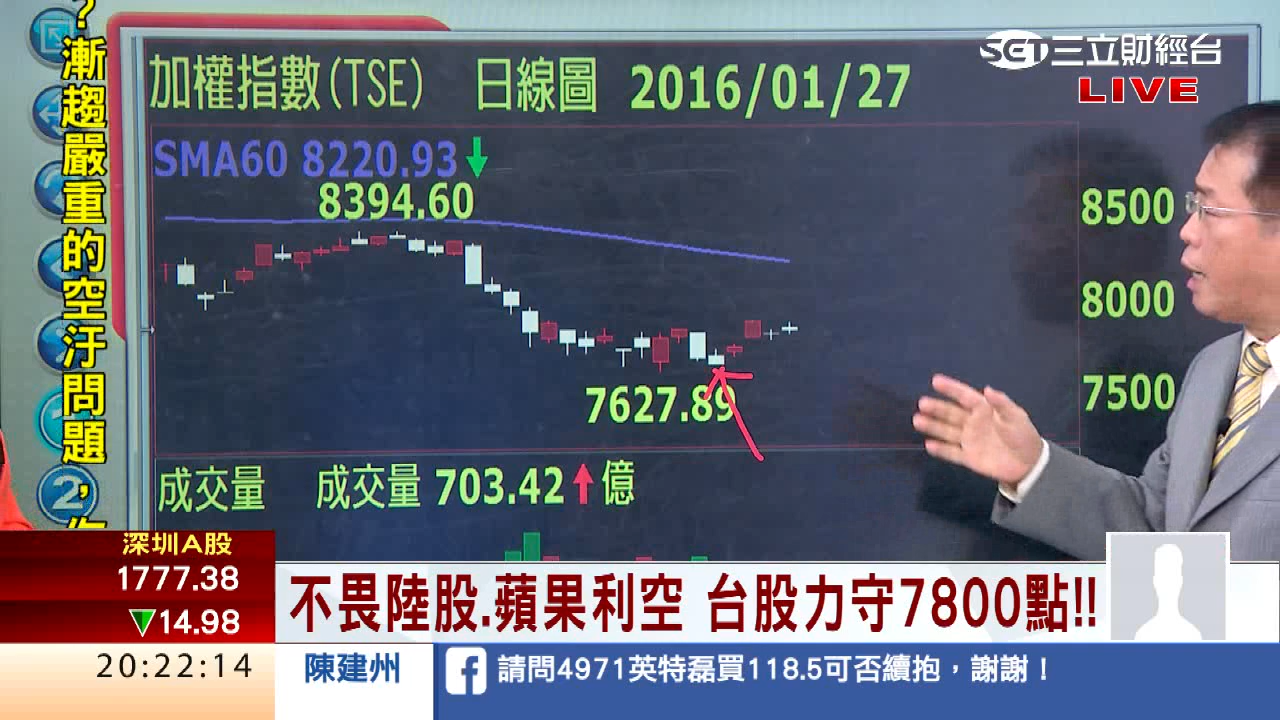 SET三立財經台
LIVE
?漸趨嚴重的空汙問題,
加權指數(TSE) 日線圖 2016/01/27
SMA60 8220.93↓
8394.60
8500
8000
7500
7627.89
成交量 成交量 703.42↑億
2
深圳A股
1777.38
▼14.98
20:22:14
不畏陸股.蘋果利空 台股力守7800點!!
陳建州
f 請問4971英特磊買118.5可否續抱，謝謝！